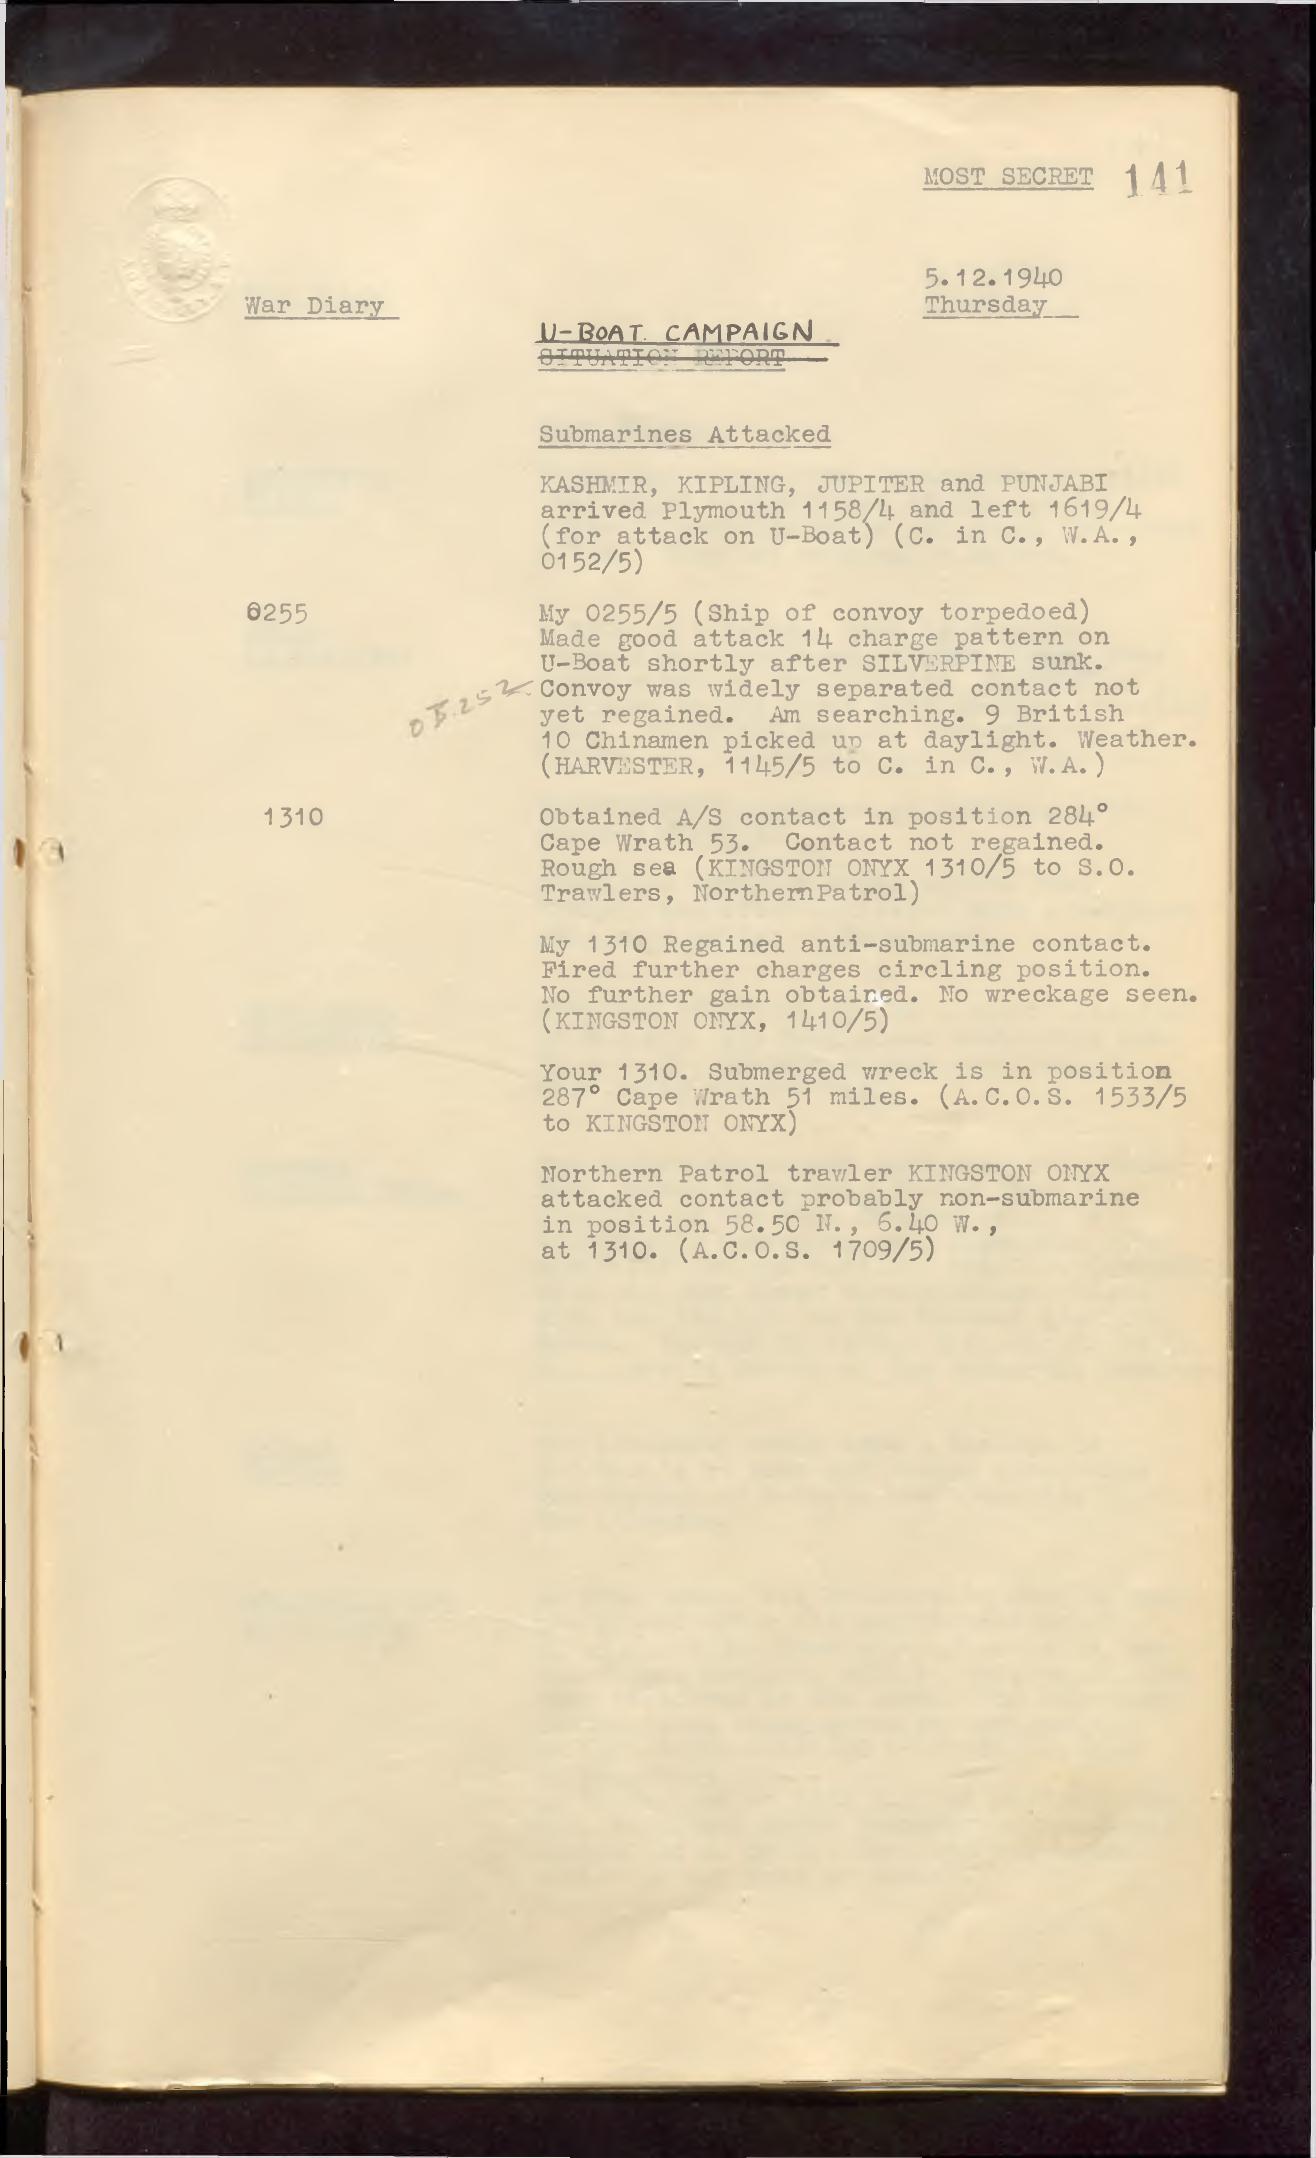 MOST SECRET 141
5.12.1940
War Diary Thursday
U-BOAT CAMPAIGN
SITUATION REPORT
Submarines Attacked
KASHMIR, KIPLING, JUPITER and PUNJABI
arrived Plymouth 1158/4 and left 1619/4
(for attack on U-Boat) (C. in C., W.A.,
0152/5)
0255 My 0255/5 (Ship of convoy torpedoed)
Made good attack 14 charge pattern on
U-Boat shortly after SILVERPINE sunk.
OB.252 Convoy was widely separated contact not
yet regained. Am searching. 9 British
10 Chinamen picked up at daylight. Weather.
(HARVESTER, 1145/5 to C. in C., W.A.)
1310 Obtained A/S contact in position 284°
Cape Wrath 53. Contact not regained.
Rough sea (KINGSTON ONYX 1310/5 to S.O.
Trawlers, NorthernPatrol)
My 1310 Regained anti-submarine contact.
Fired further charges circling position.
No further gain obtained. No wreckage seen.
(KINGSTON ONYX, 1410/5)
Your 1310. Submerged wreck is in position
287° Cape Wrath 51 miles. (A.C.O.S. 1533/5
to KINGSTON ONYX)
Northern Patrol trawler KINGSTON ONYX
attacked contact probably non-submarine
in position 58.50 N., 6.40 W.,
at 1310. (A.C.O.S. 1709/5)